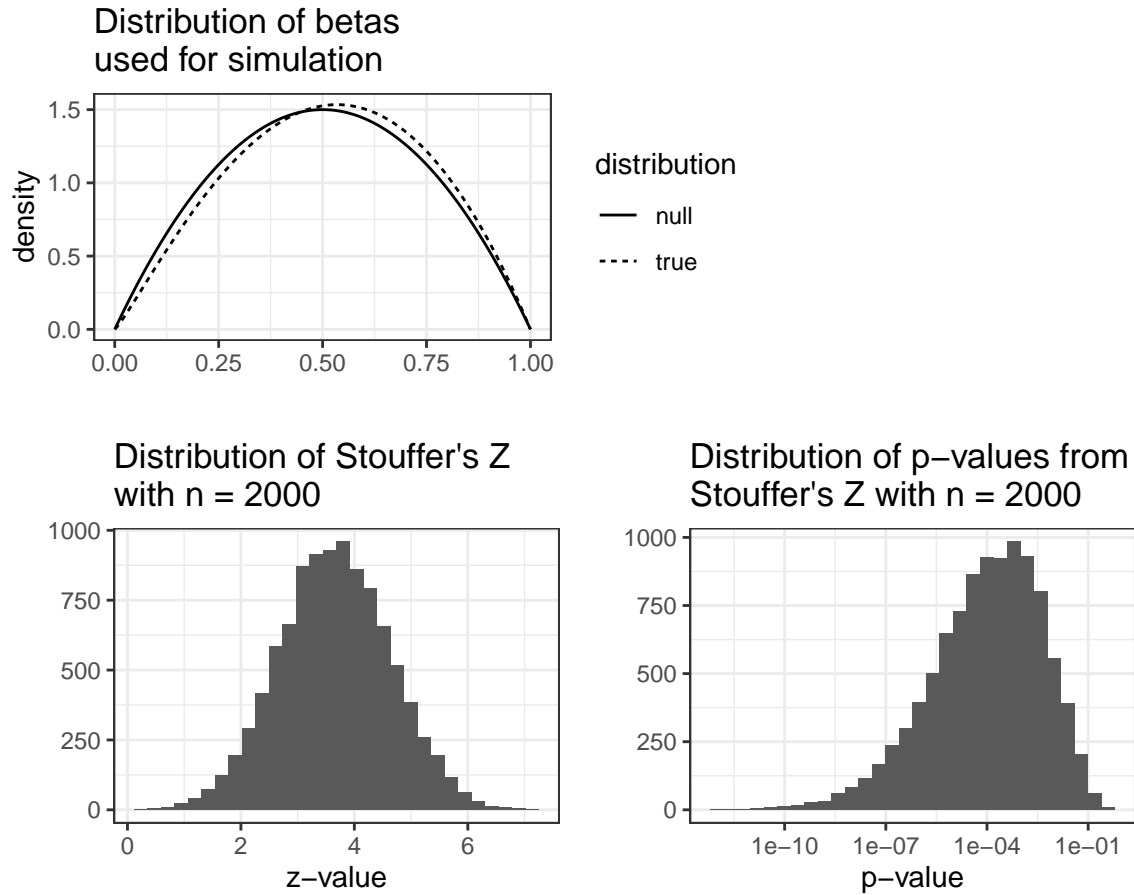 Distribution of betas
used for simulation
density
1.5
1.0
0.5
0.0
0.00 0.25 0.50 0.75 1.00
distribution
null
true
Distribution of Stouffer's Z
with n = 2000
1000
750
500
250
0
0 2 4 6
z−value
Distribution of p−values from
Stouffer's Z with n = 2000
1000
750
500
250
0
1e−10 1e−07 1e−04 1e−01
p−value